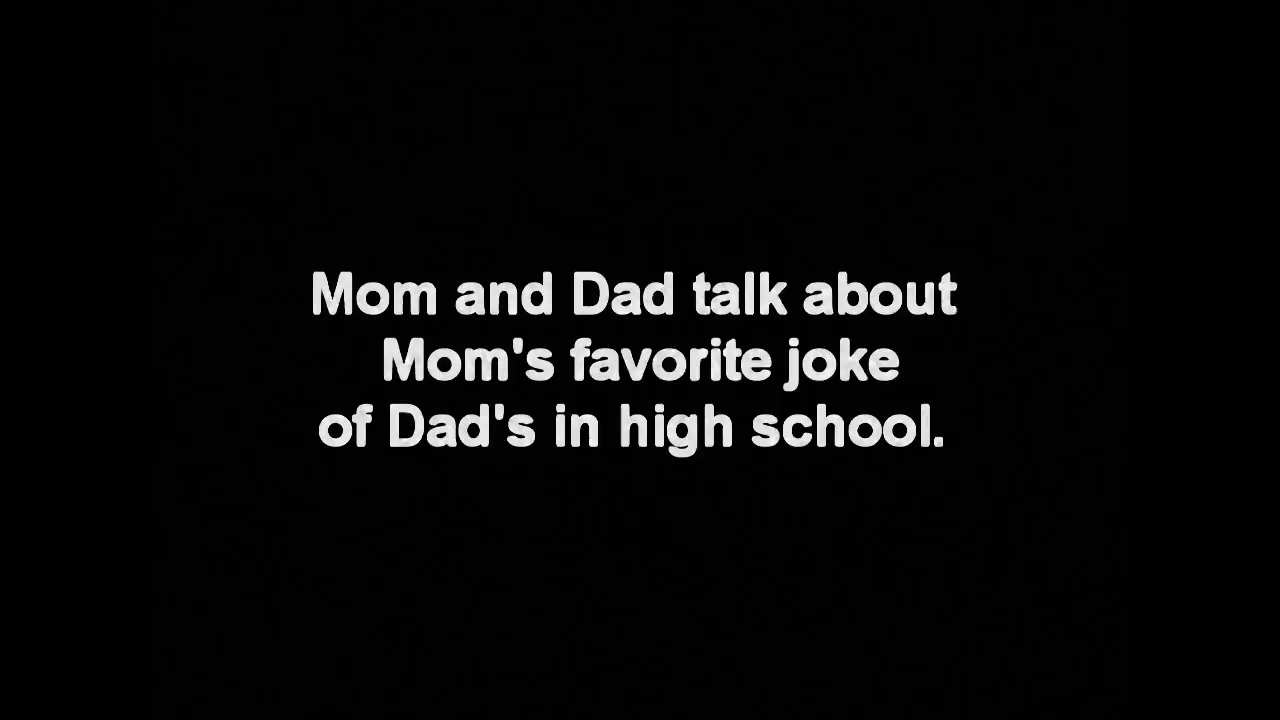 Mom and Dad talk about
Mom's favorite joke
of Dad's in high school.